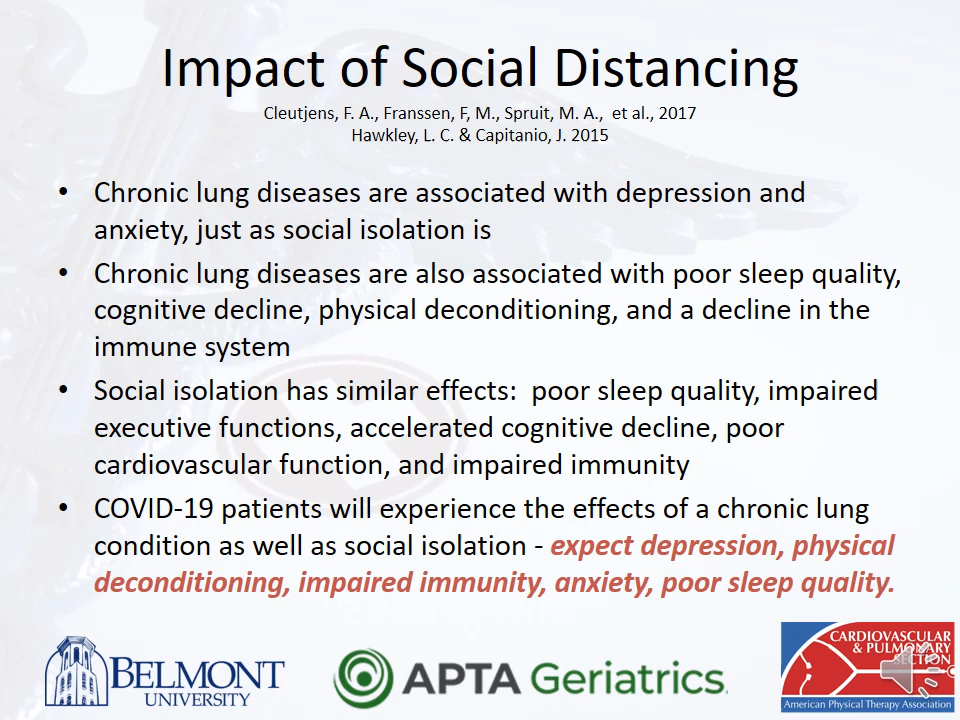 Impact of Social Distancing
Cleutjens, F. A., Franssen, F, M., Spruit, M. A.,  et al., 2017
Hawkley, L. C. & Capitanio, J. 2015
• Chronic lung diseases are associated with depression and
anxiety, just as social isolation is
• Chronic lung diseases are also associated with poor sleep quality,
cognitive decline, physical deconditioning, and a decline in the
immune system
• Social isolation has similar effects:  poor sleep quality, impaired
executive functions, accelerated cognitive decline, poor
cardiovascular function, and impaired immunity
• COVID-19 patients will experience the effects of a chronic lung
condition as well as social isolation - expect depression, physical
deconditioning, impaired immunity, anxiety, poor sleep quality.
BELMONT
UNIVERSITY
APTA Geriatrics.
CARDIOVASCULAR
& PULMONARY
SECTION
American Physical Therapy Association